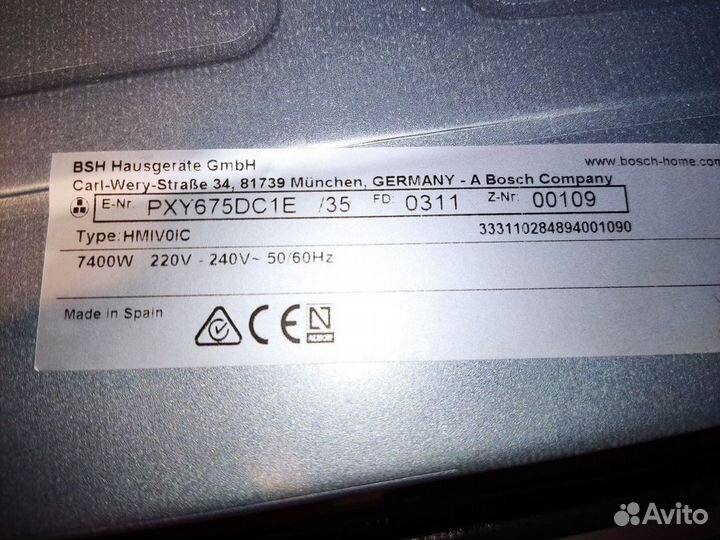 BSH Hausgeräte GmbH
www.bosch-home.com
Carl-Wery-Straße 34, 81739 München, GERMANY - A Bosch Company
E-Nr. PXY675DC1E /35 FD: 0311 Z-Nr: 00109
Type: HMIV0IC
333110284894001090
7400W 220V - 240V~ 50/60Hz
Made in Spain
CE N
Avito